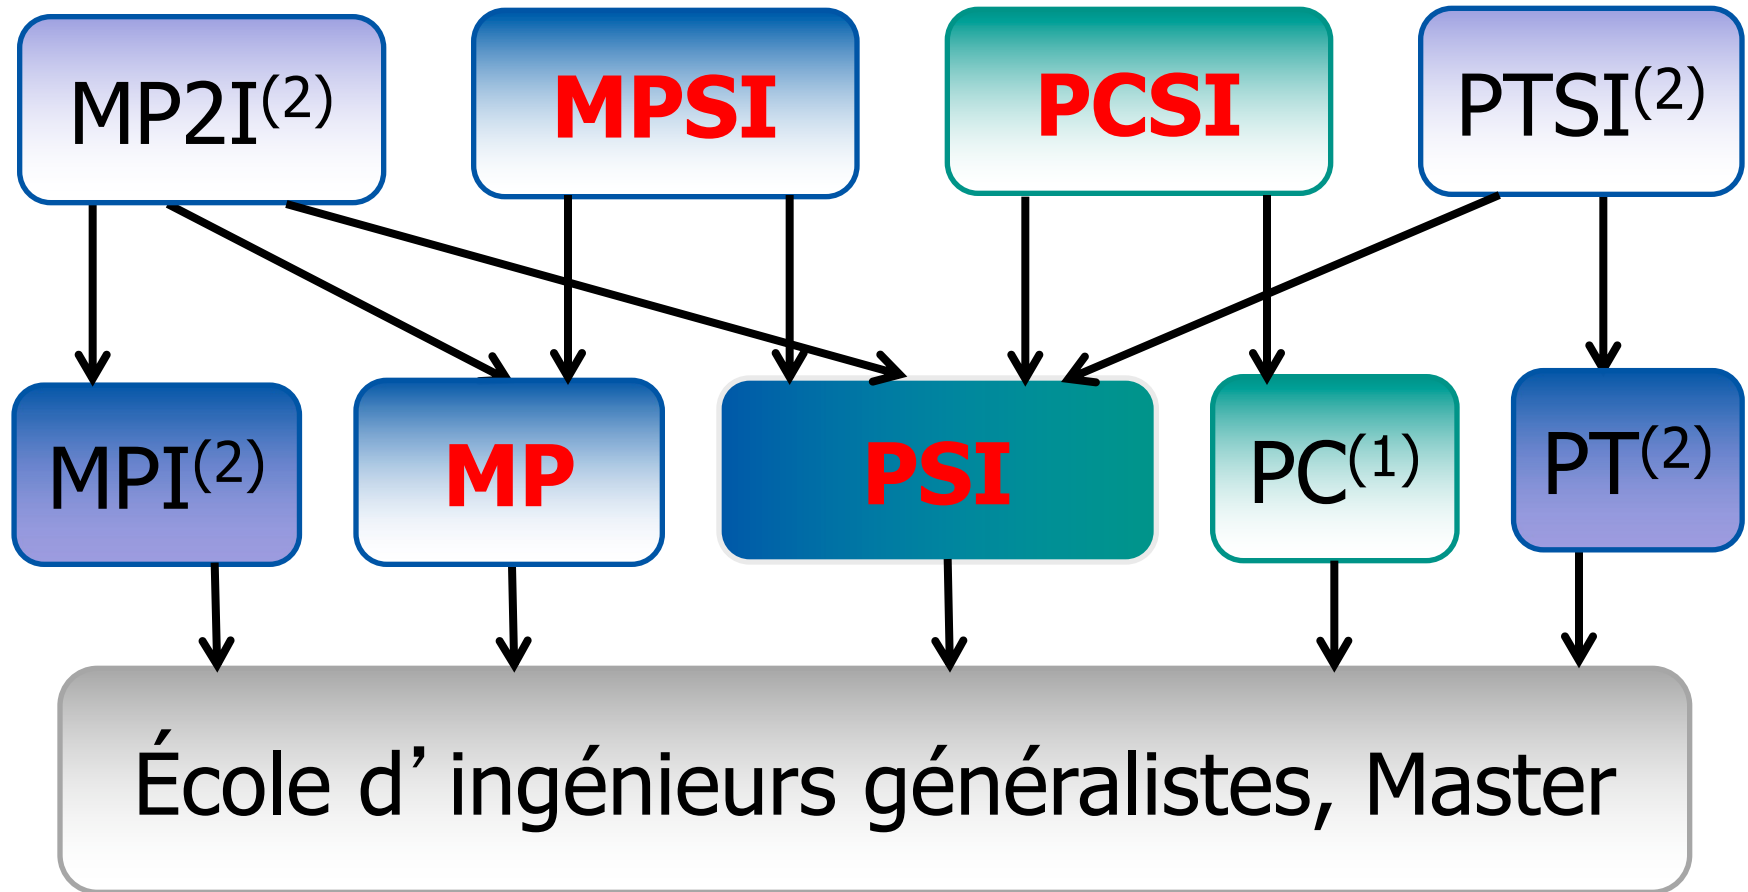 MP2I(2)
MPSI
PCSI
PTSI(2)
MPI(2)
MP
PSI
PC(1)
PT(2)
École d’ ingénieurs généralistes, Master